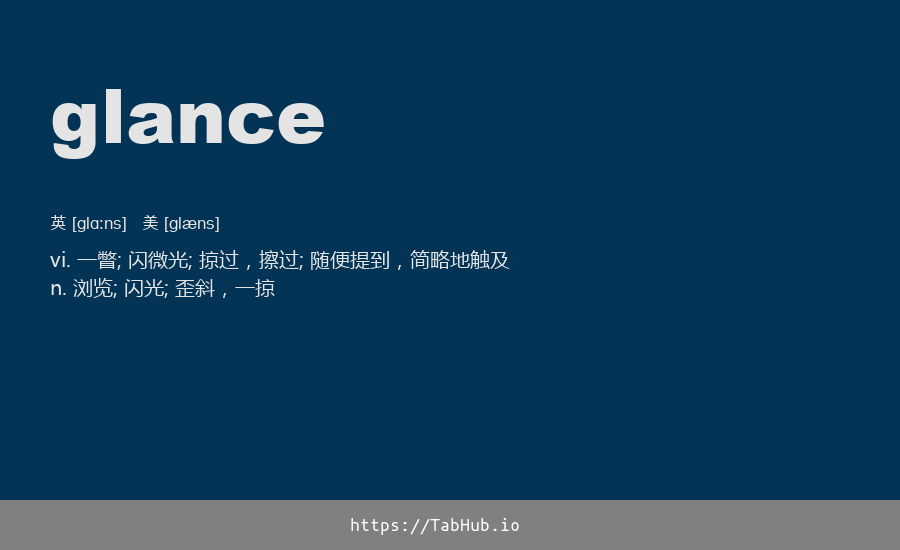 glance
英 [glɑːns] 美 [glæns]
vi. 一瞥; 闪微光; 掠过，擦过; 随便提到，简略地触及
n. 浏览; 闪光; 歪斜，一掠
https://TabHub.io